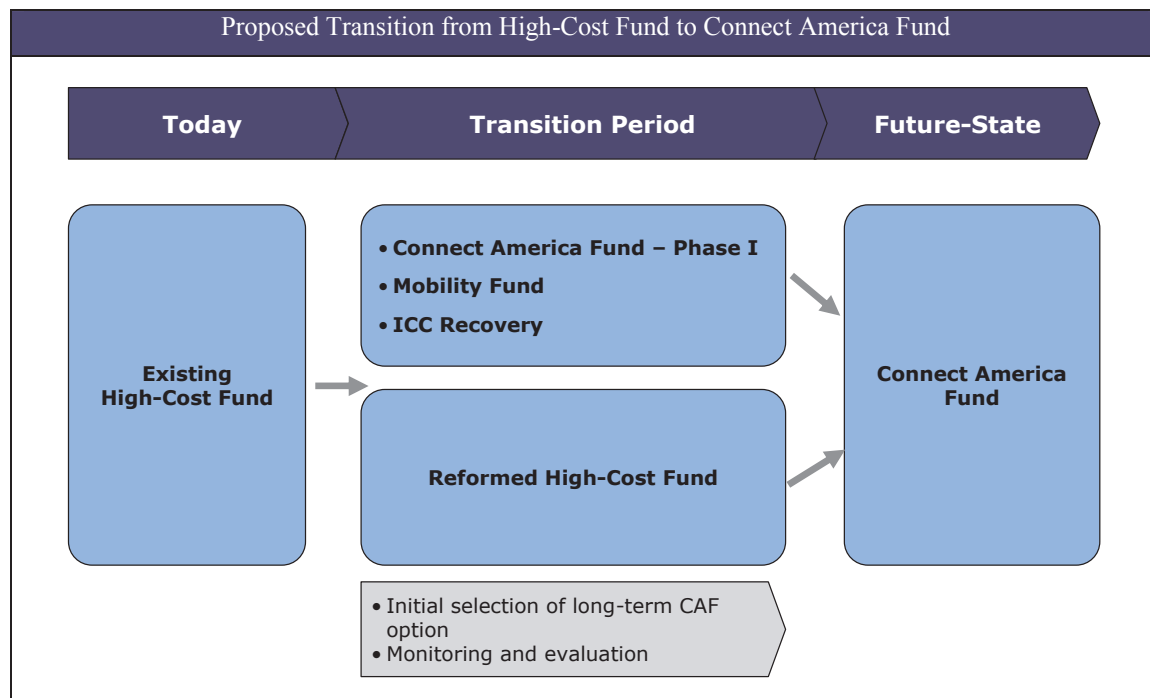 Proposed Transition from High-Cost Fund to Connect America Fund
Today
Transition Period
Future-State
Existing
High-Cost Fund
• Connect America Fund – Phase I
• Mobility Fund
• ICC Recovery
Reformed High-Cost Fund
Connect America
Fund
• Initial selection of long-term CAF
option
• Monitoring and evaluation